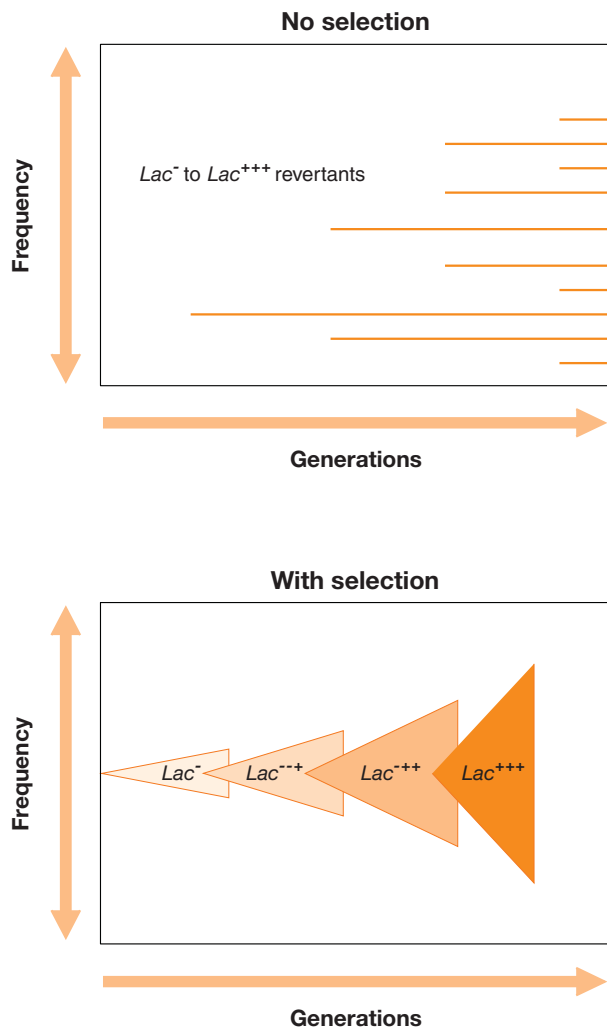 No selection
Frequency
Lac⁻ to Lac⁺⁺⁺ revertants
Generations
With selection
Frequency
Lac⁻
Lac⁻⁻⁺
Lac⁻⁺⁺
Lac⁺⁺⁺
Generations